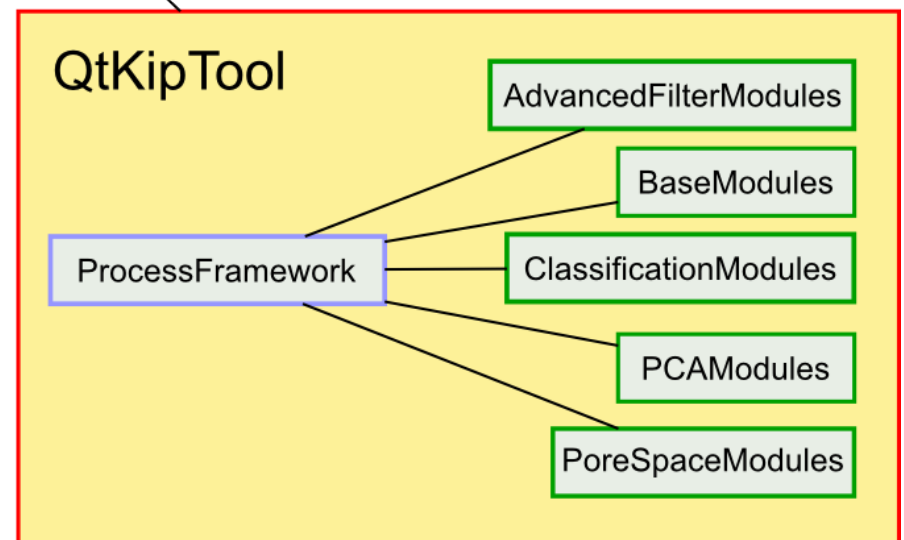 QtKipTool
AdvancedFilterModules
BaseModules
ProcessFramework
ClassificationModules
PCAModules
PoreSpaceModules